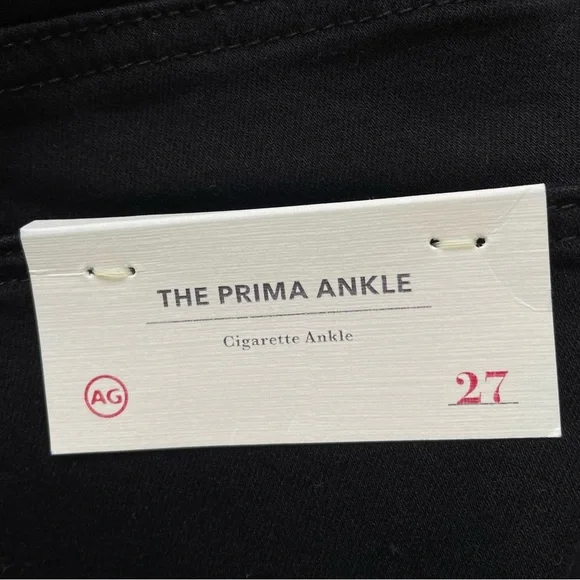 THE PRIMA ANKLE
Cigarette Ankle
AG
27